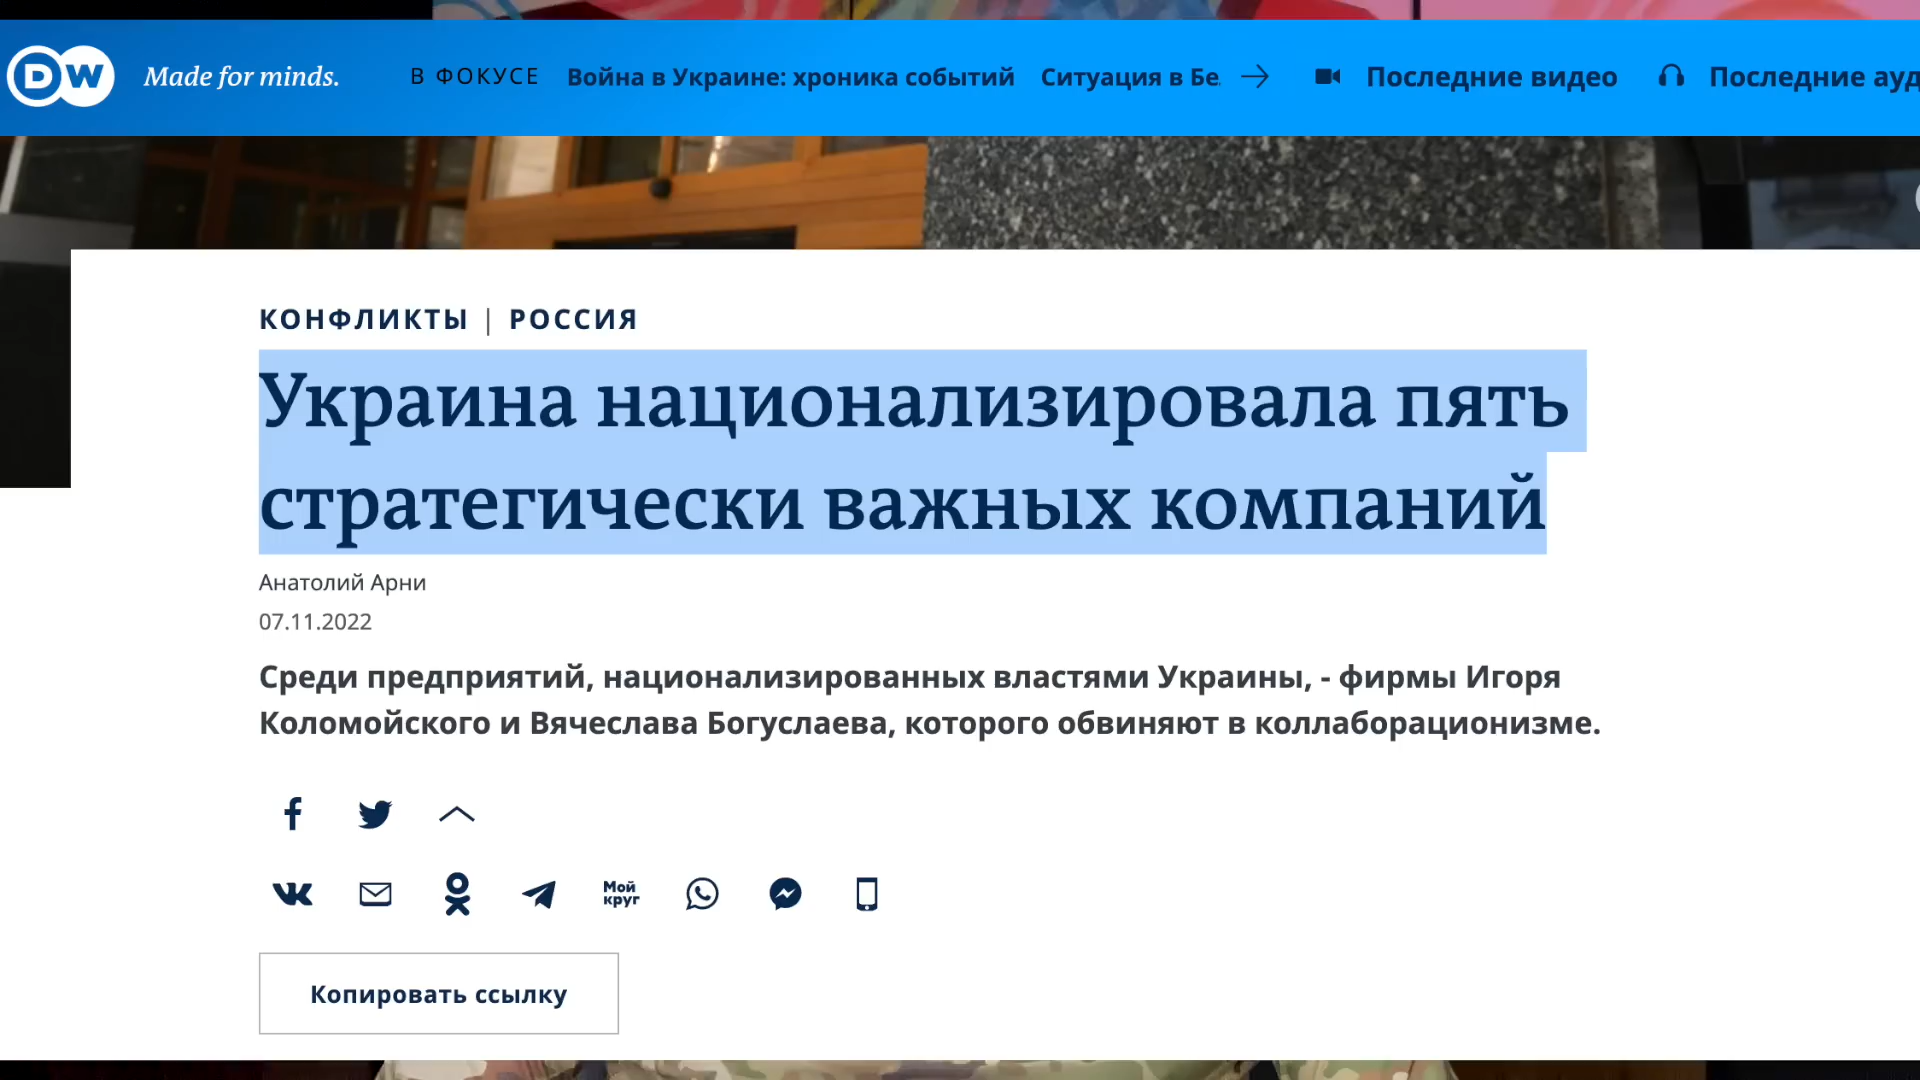 DW Made for minds. В ФОКУСЕ Война в Украине: хроника событий Ситуация в Бе Последние видео Последние ауд
КОНФЛИКТЫ | РОССИЯ
Украина национализировала пять
стратегически важных компаний
Анатолий Арни
07.11.2022
Среди предприятий, национализированных властями Украины, - фирмы Игоря
Коломойского и Вячеслава Богуслаева, которого обвиняют в коллаборационизме.
Мой
круг
Копировать ссылку